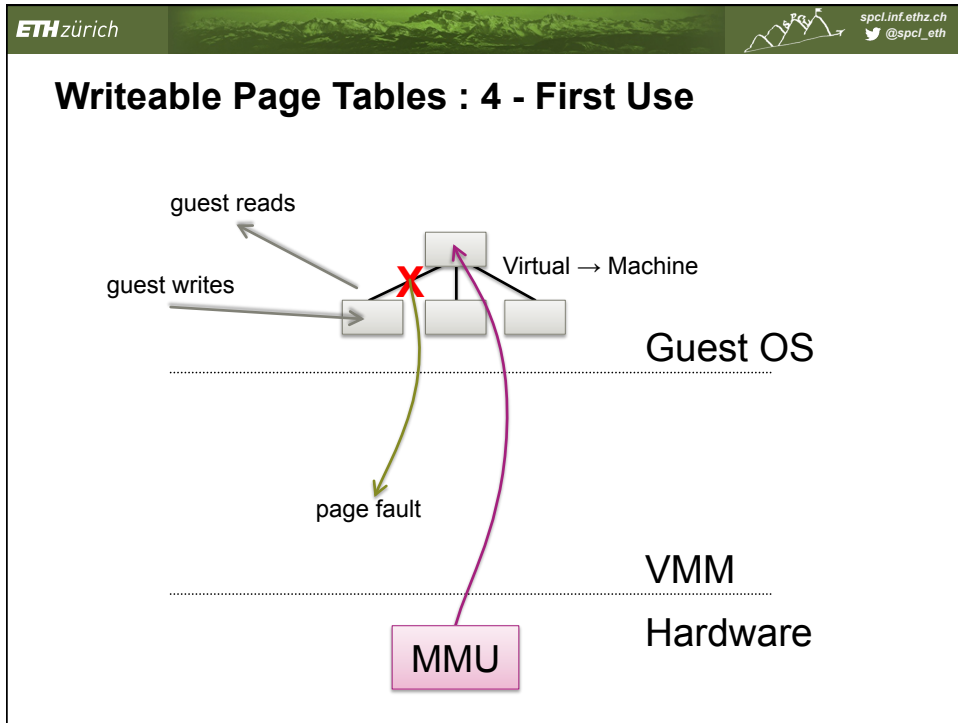 ETH zürich
SPCL
spcl.inf.ethz.ch
@spcl_eth
Writeable Page Tables : 4 - First Use
guest reads
Virtual → Machine
guest writes
X
Guest OS
page fault
VMM
Hardware
MMU